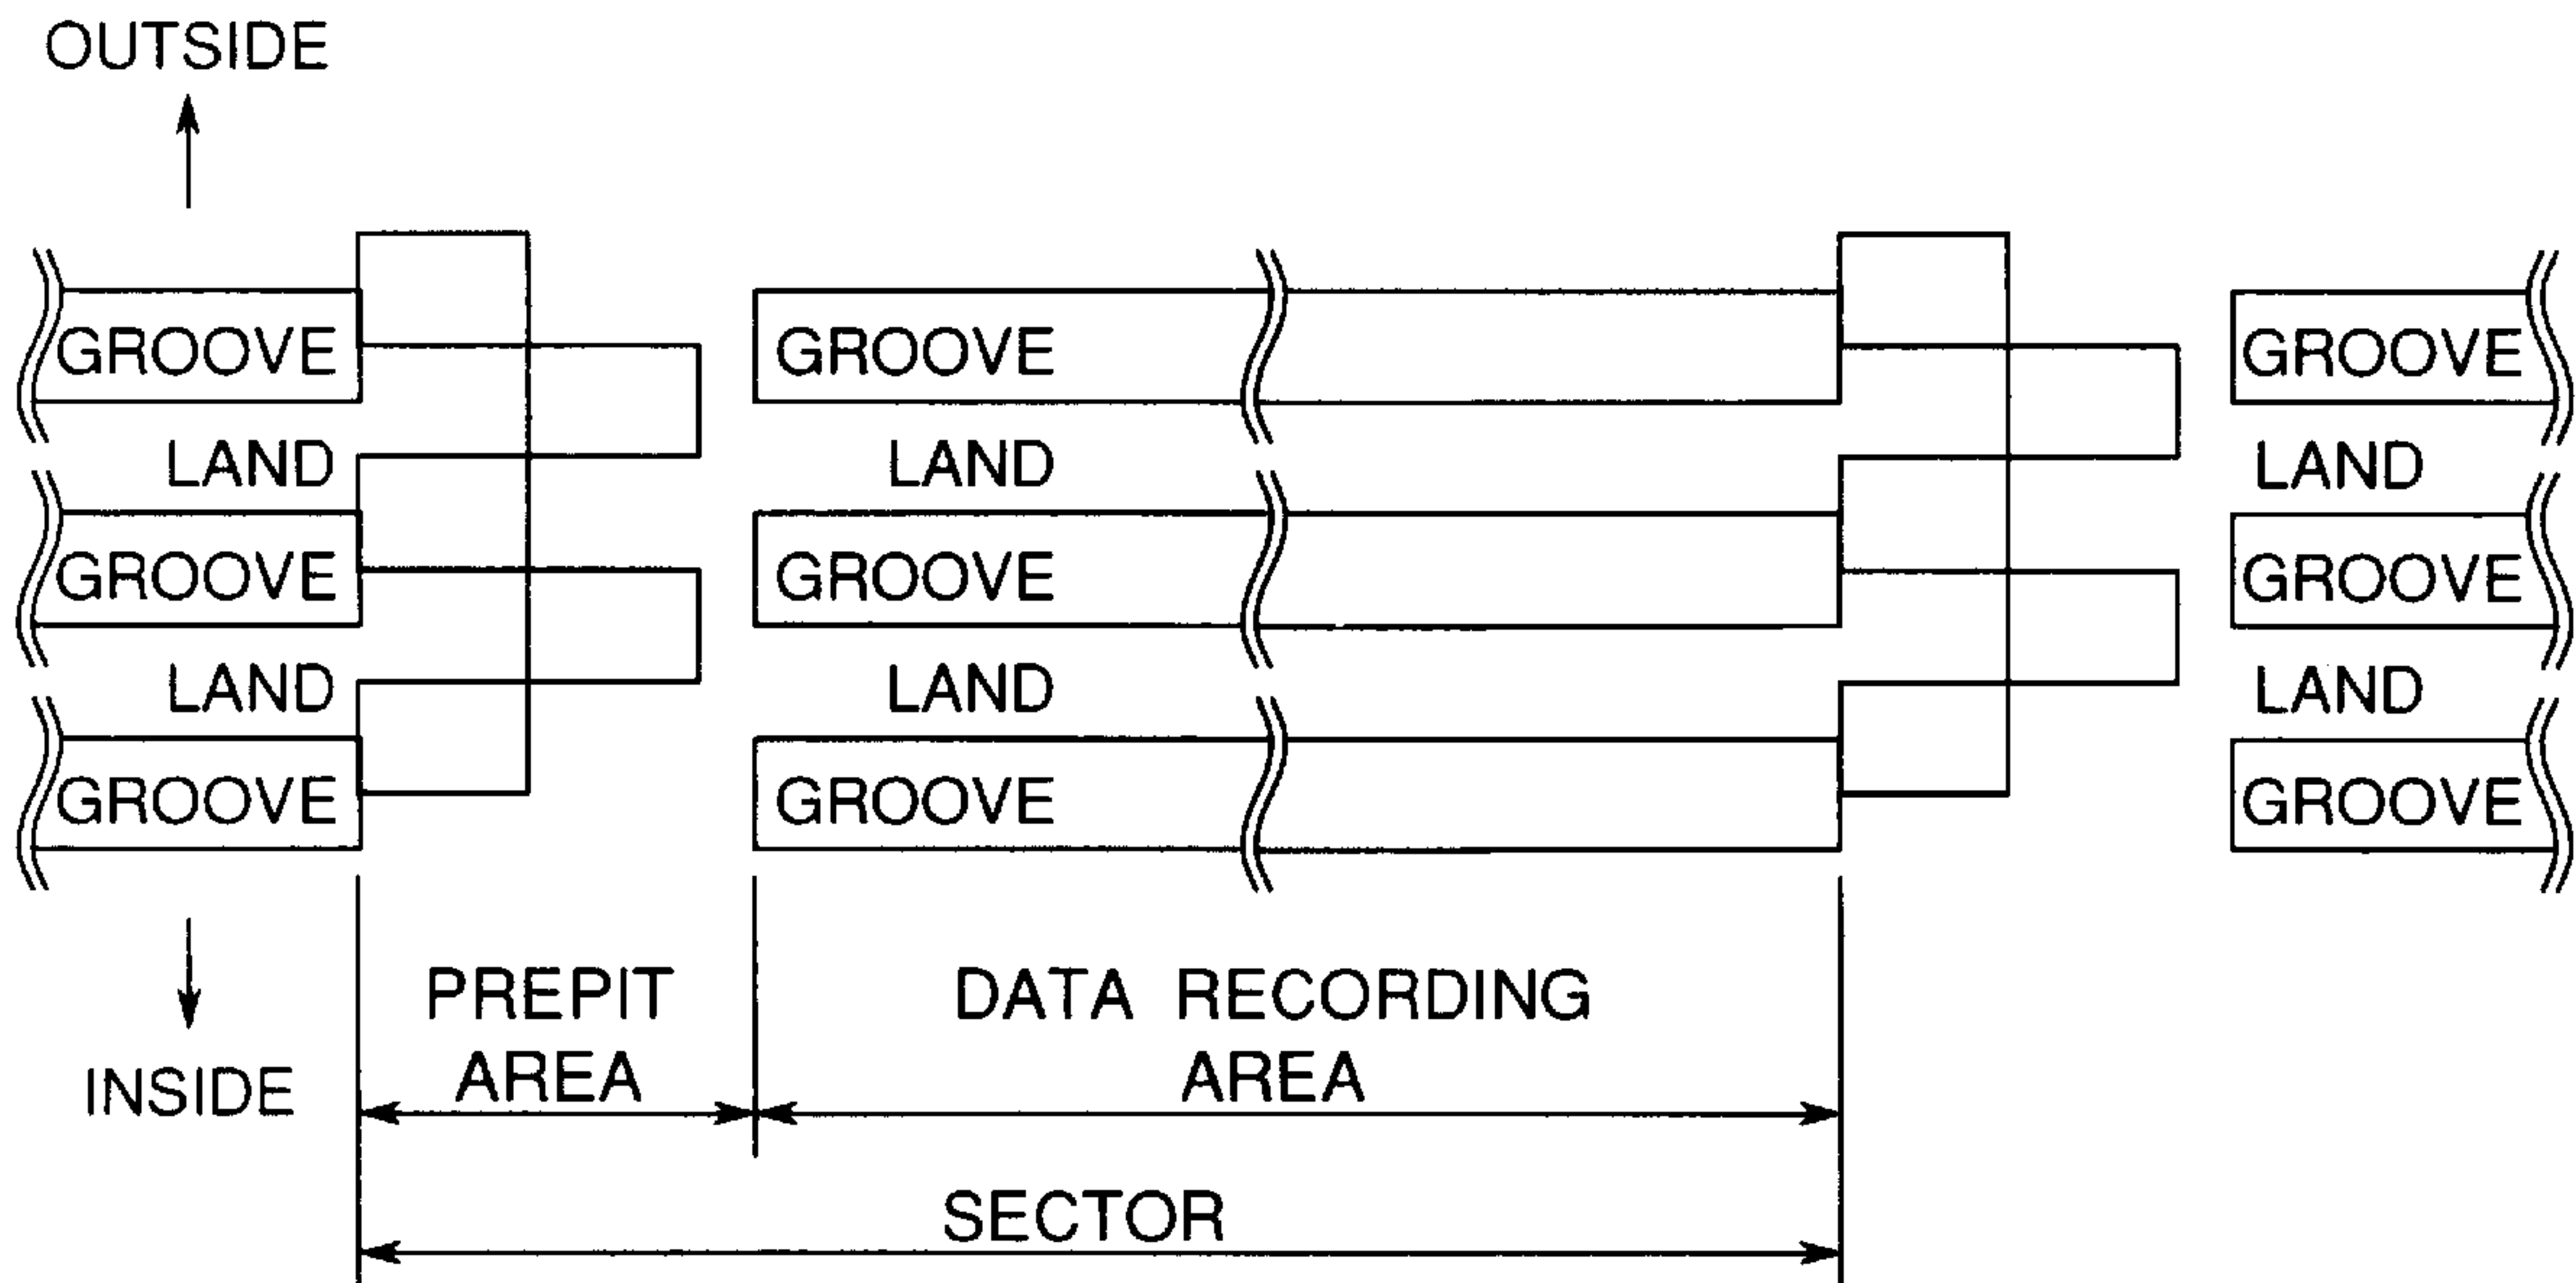 OUTSIDE
GROOVE GROOVE GROOVE
LAND LAND LAND
GROOVE GROOVE GROOVE
LAND LAND LAND
GROOVE GROOVE GROOVE
INSIDE
PREPIT
AREA
DATA RECORDING
AREA
SECTOR